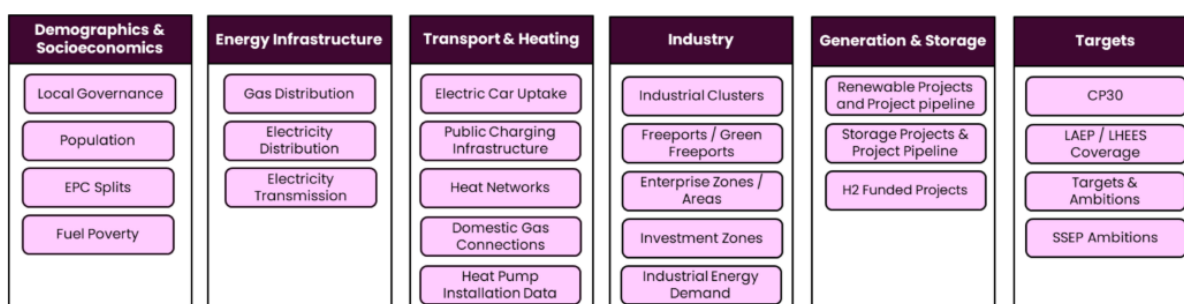 Demographics &
Socioeconomics
Local Governance
Population
EPC Splits
Fuel Poverty
Energy Infrastructure
Gas Distribution
Electricity
Distribution
Electricity
Transmission
Transport & Heating
Electric Car Uptake
Public Charging
Infrastructure
Heat Networks
Domestic Gas
Connections
Heat Pump
Installation Data
Industry
Industrial Clusters
Freeports / Green
Freeports
Enterprise Zones /
Areas
Investment Zones
Industrial Energy
Demand
Generation & Storage
Renewable Projects
and Project pipeline
Storage Projects &
Project Pipeline
H2 Funded Projects
Targets
CP30
LAEP / LHEES
Coverage
Targets &
Ambitions
SSEP Ambitions